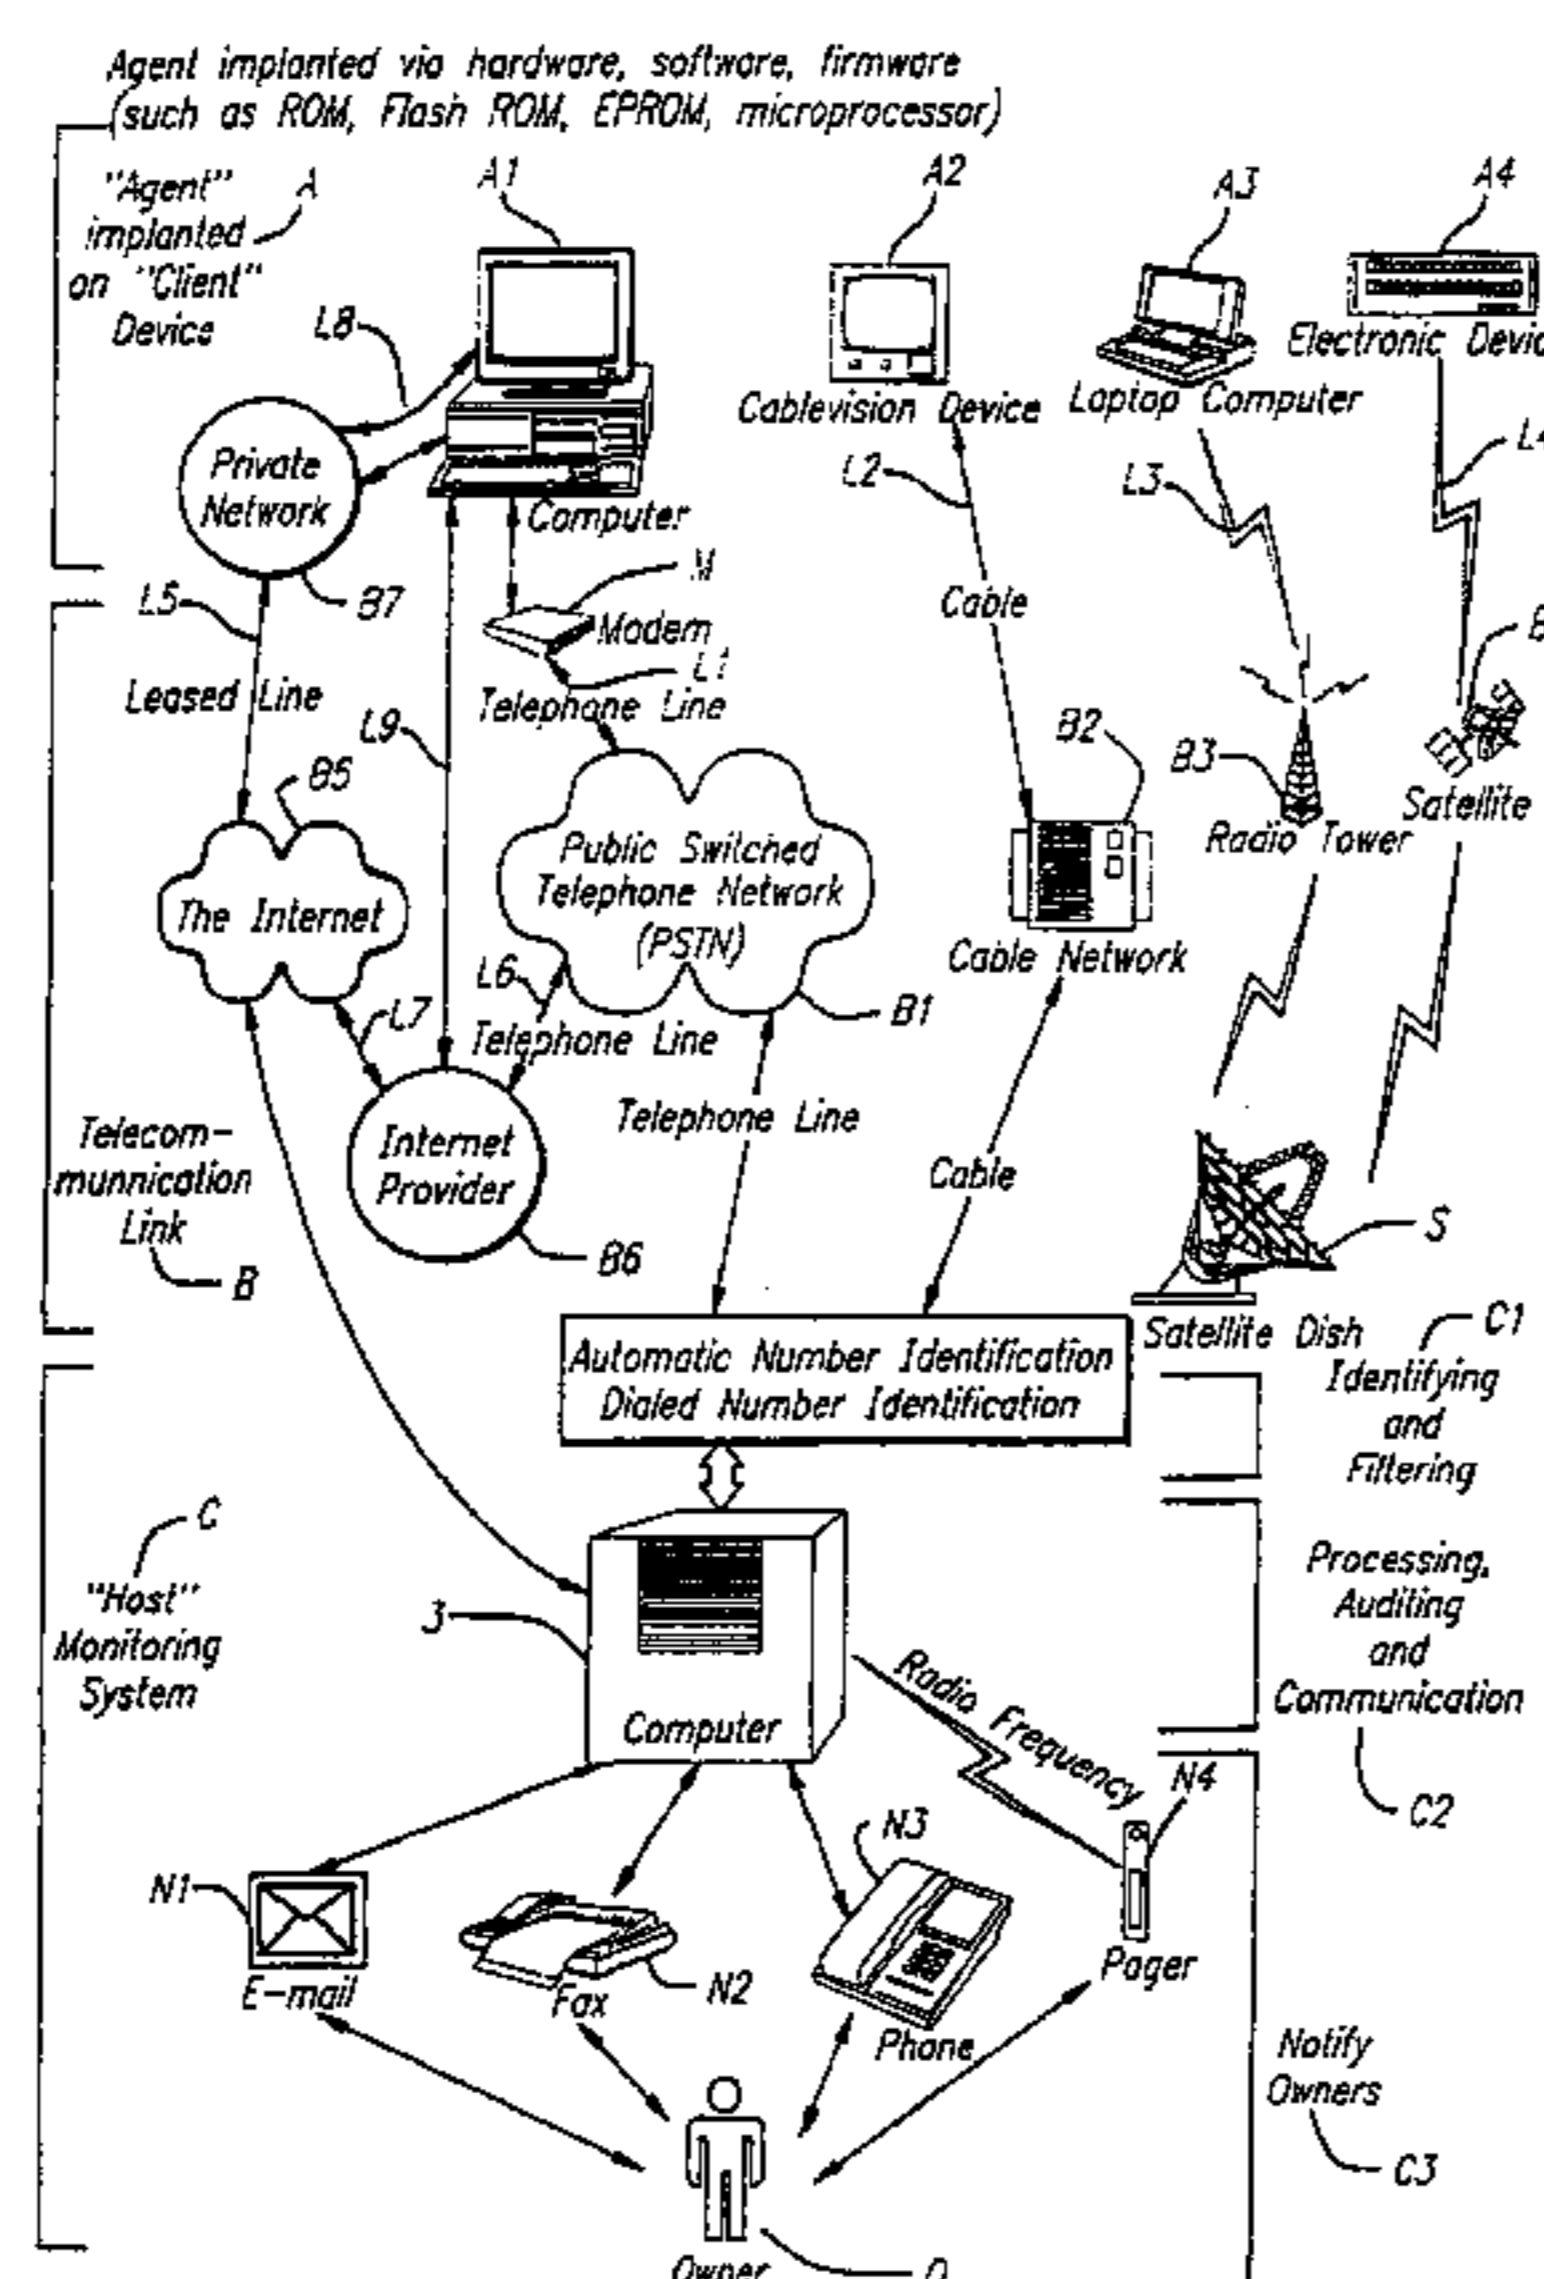 Agent implanted via hardware, software, firmware
(such as ROM, Flash ROM, EPROM, microprocessor)
"Agent"
implanted
on "Client"
Device
A
A1
A2
A3
A4
L8
Private
Network
Computer
Cablevision Device
Laptop Computer
Electronic
L2
L3
M
Modem
L5
B7
Cable
L1
Telephone Line
Leased Line
L9
B5
B2
B3
Radio Tower
Satellite
The Internet
Public Switched
Telephone Network
(PSTN)
Cable Network
L6
L7
B1
Telephone Line
Telephone Line
Internet
Provider
B6
Cable
Telecom-
munnication
Link
B
S
Satellite Dish
C1
Identifying
and
Filtering
Automatic Number Identification
Dialed Number Identification
C
"Host"
Monitoring
System
3
Computer
Radio Frequency
Processing,
Auditing
and
Communication
C2
N4
N3
N1
E-mail
Fax
N2
Phone
Pager
Notify
Owners
C3
Owner